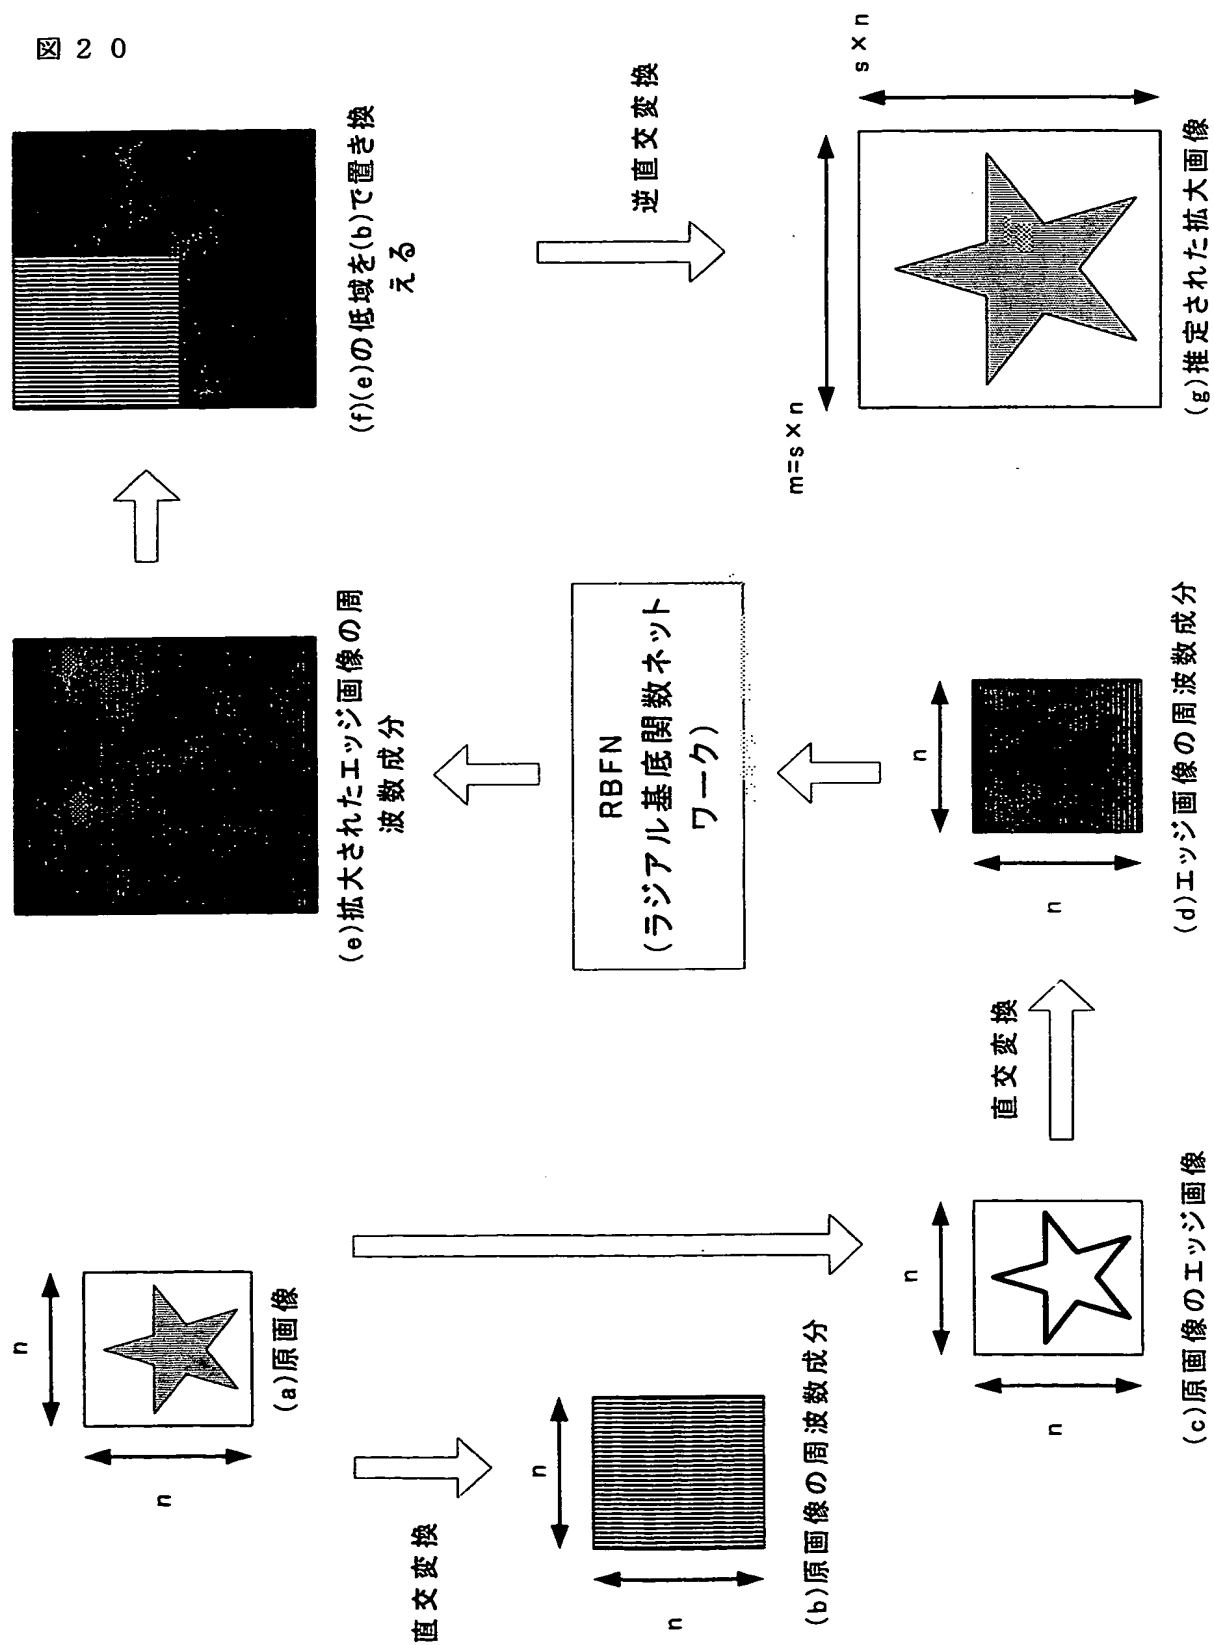 図20
n
n
(a)原画像
直交変換
n
n
(b)原画像の周波数成分
n
n
(c)原画像のエッジ画像
直交変換
n
n
(d)エッジ画像の周波数成分
RBFN
(ラジアル基底関数ネット
ワーク)
(e)拡大されたエッジ画像の周
波数成分
(f)(e)の低域を(b)で置き換
える
逆直交変換
m=s×n
s×n
(g)推定された拡大画像